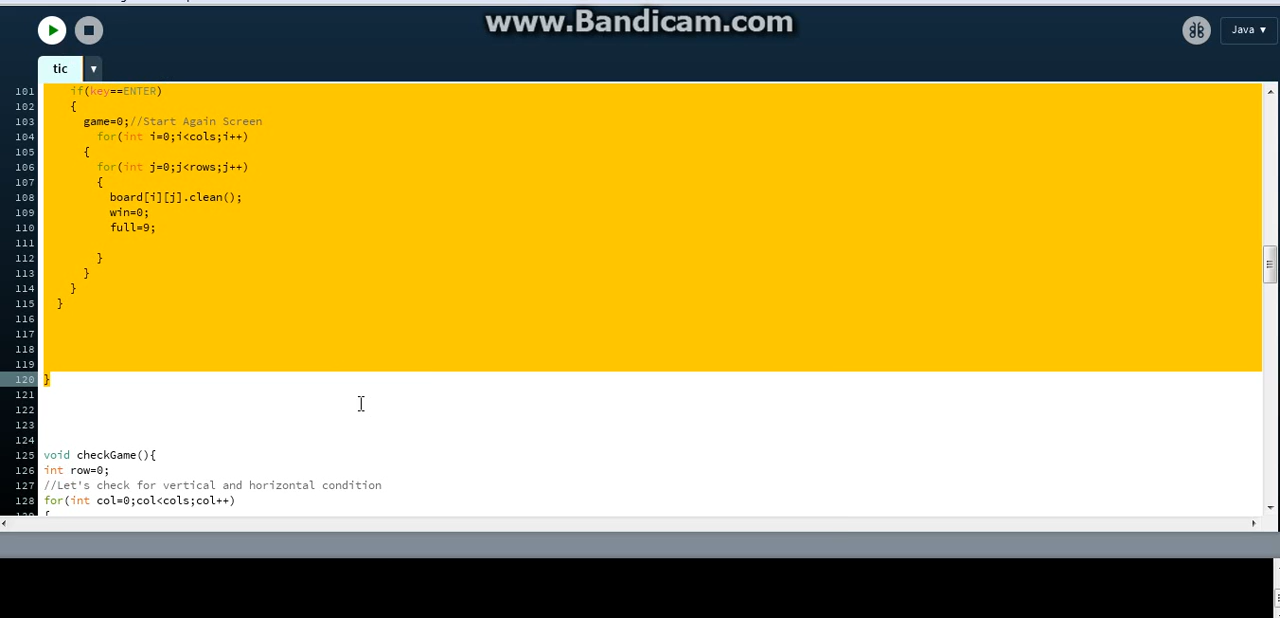 www.Bandicam.com
Java ▾
tic ▾
101 if(key==ENTER)
102 {
103 game=0;//Start Again Screen
104 for(int i=0;i<cols;i++)
105 {
106 for(int j=0;j<rows;j++)
107 {
108 board[i][j].clean();
109 win=0;
110 full=9;
111
112 }
113 }
114 }
115 }
116
117
118
119
120 }
121
122
123
124
125 void checkGame(){
126 int row=0;
127 //Let's check for vertical and horizontal condition
128 for(int col=0;col<cols;col++)